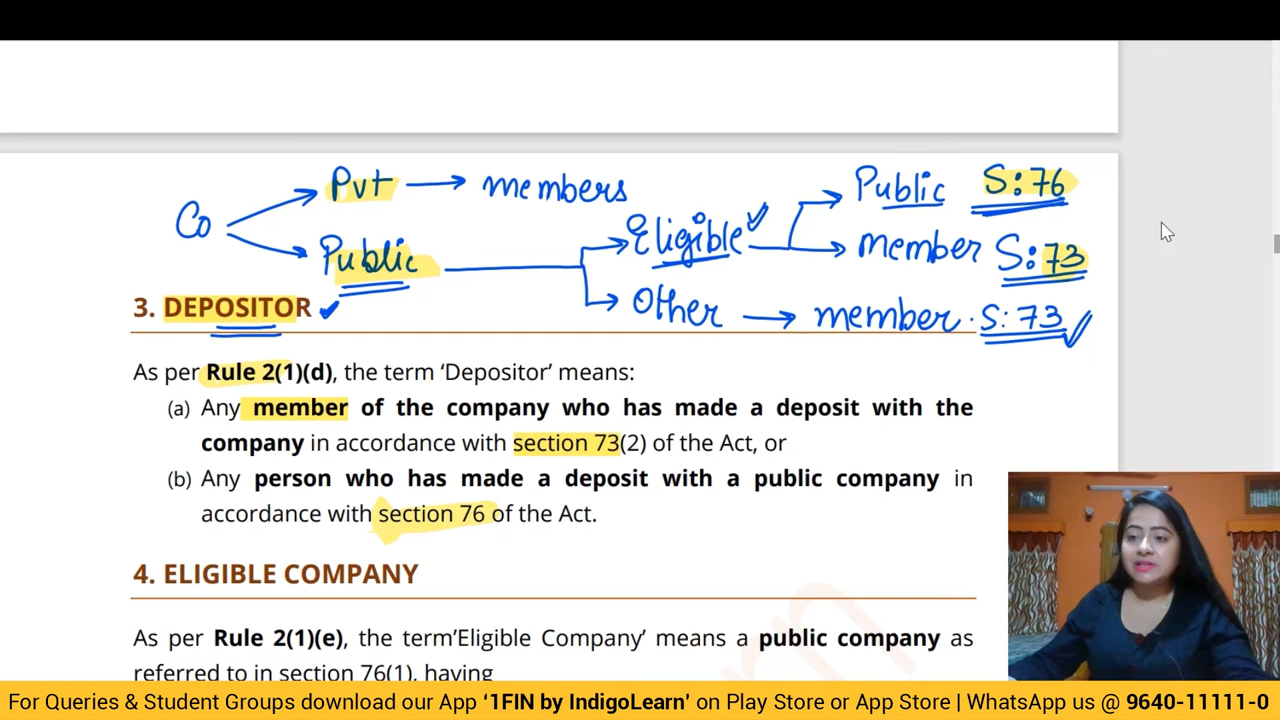 Co
Pvt → members
Public
Eligible ✓
Public S:76
member S:73
Other → member. S:73 ✓
3. DEPOSITOR ✓
As per Rule 2(1)(d), the term ‘Depositor’ means:
(a) Any member of the company who has made a deposit with the
company in accordance with section 73(2) of the Act, or
(b) Any person who has made a deposit with a public company in
accordance with section 76 of the Act.
4. ELIGIBLE COMPANY
As per Rule 2(1)(e), the term‘Eligible Company’ means a public company as
referred to in section 76(1), having
For Queries & Student Groups download our App ‘1FIN by IndigoLearn’ on Play Store or App Store | WhatsApp us @ 9640-11111-0